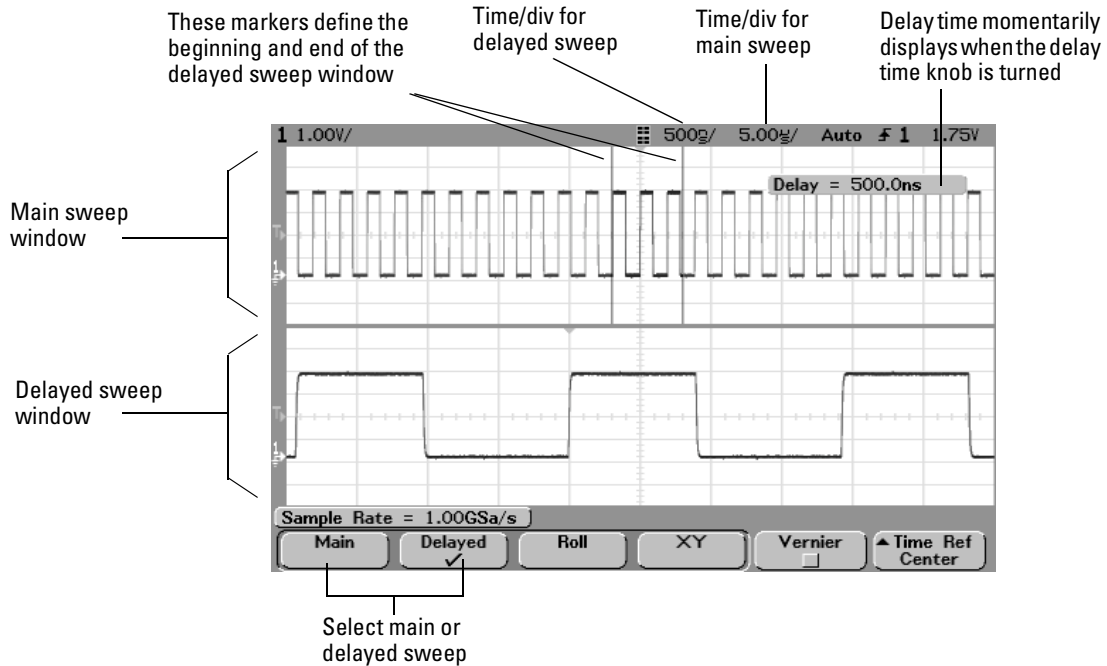 These markers define the
beginning and end of the
delayed sweep window
Time/div for
delayed sweep
Time/div for
main sweep
Delay time momentarily
displays when the delay
time knob is turned
1 1.00V/
500ns/
5.00us/
Auto
1
1.75V
Delay = 500.0ns
Main sweep
window
Delayed sweep
window
Sample Rate = 1.00GSa/s
Main
Delayed
Roll
XY
Vernier
Time Ref
Center
Select main or
delayed sweep